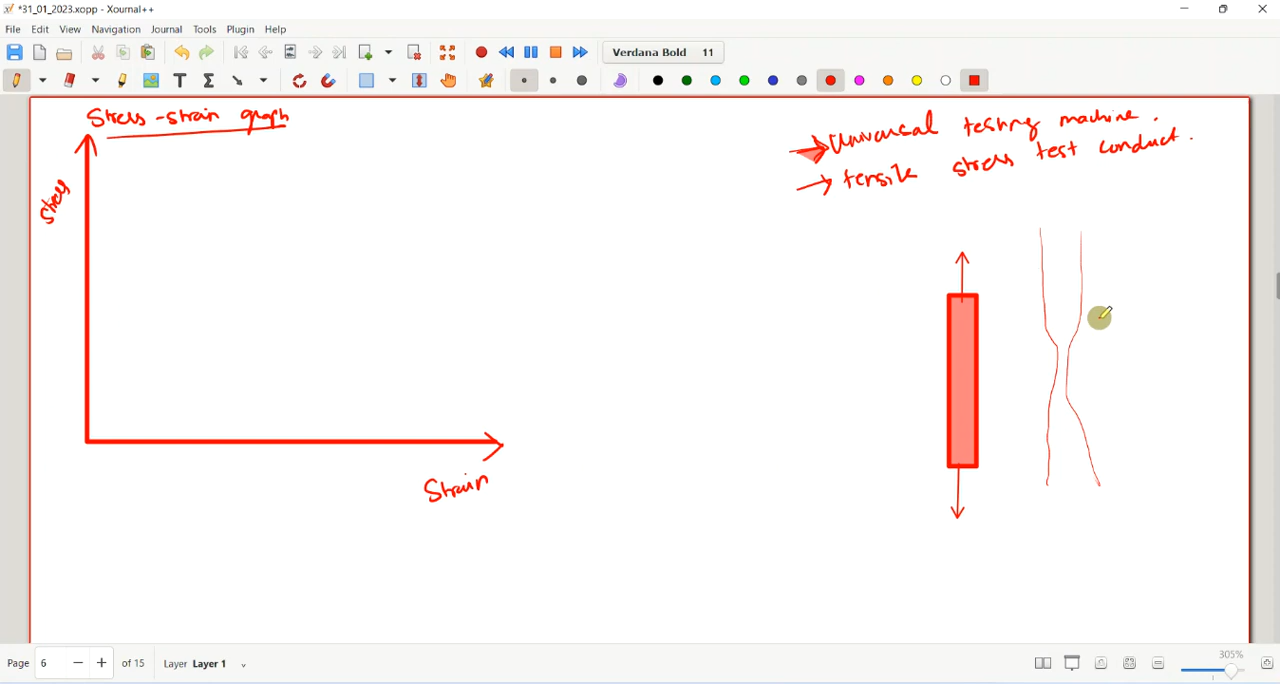 *31_01_2023.xopp - Xournal++
File Edit View Navigation Journal Tools Plugin Help
Verdana Bold 11
Stress - strain graph
→ Universal testing machine.
→ tensile stress test conduct.
Stress
Strain
Page 6 of 15 Layer Layer 1
305%